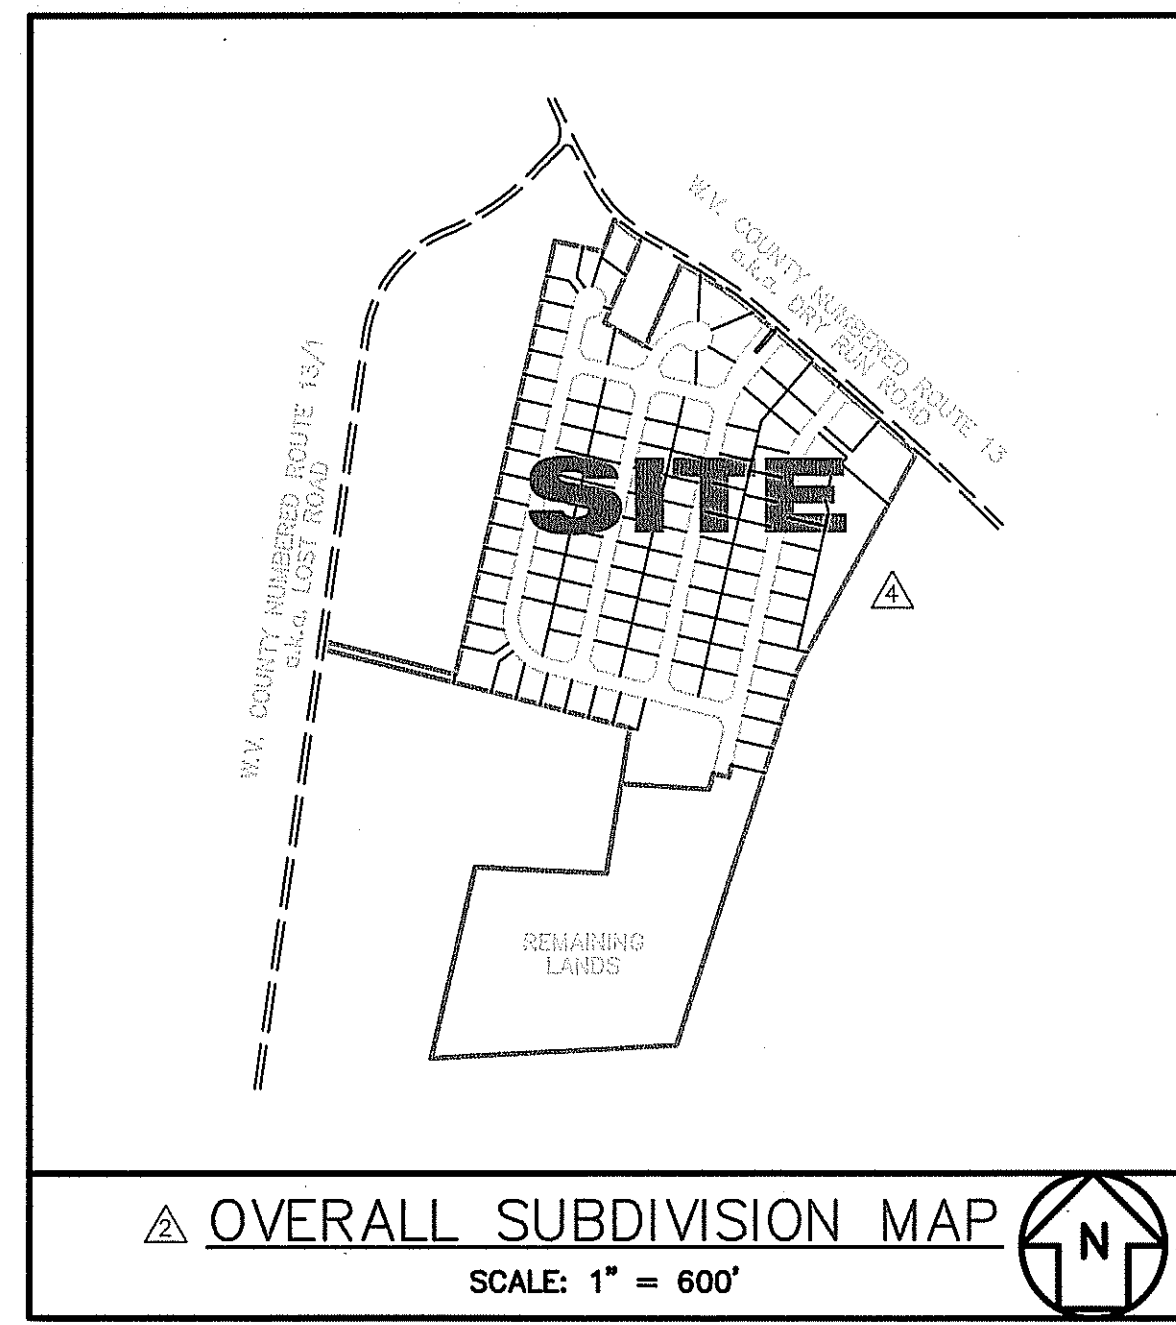 W.V. COUNTY NUMBERED ROUTE 13
a.k.a. DRY RUN ROAD
W.V. COUNTY NUMBERED ROUTE 13/1
a.k.a. LOST ROAD
SITE
4
REMAINING
LANDS
2 OVERALL SUBDIVISION MAP
N
SCALE: 1" = 600'